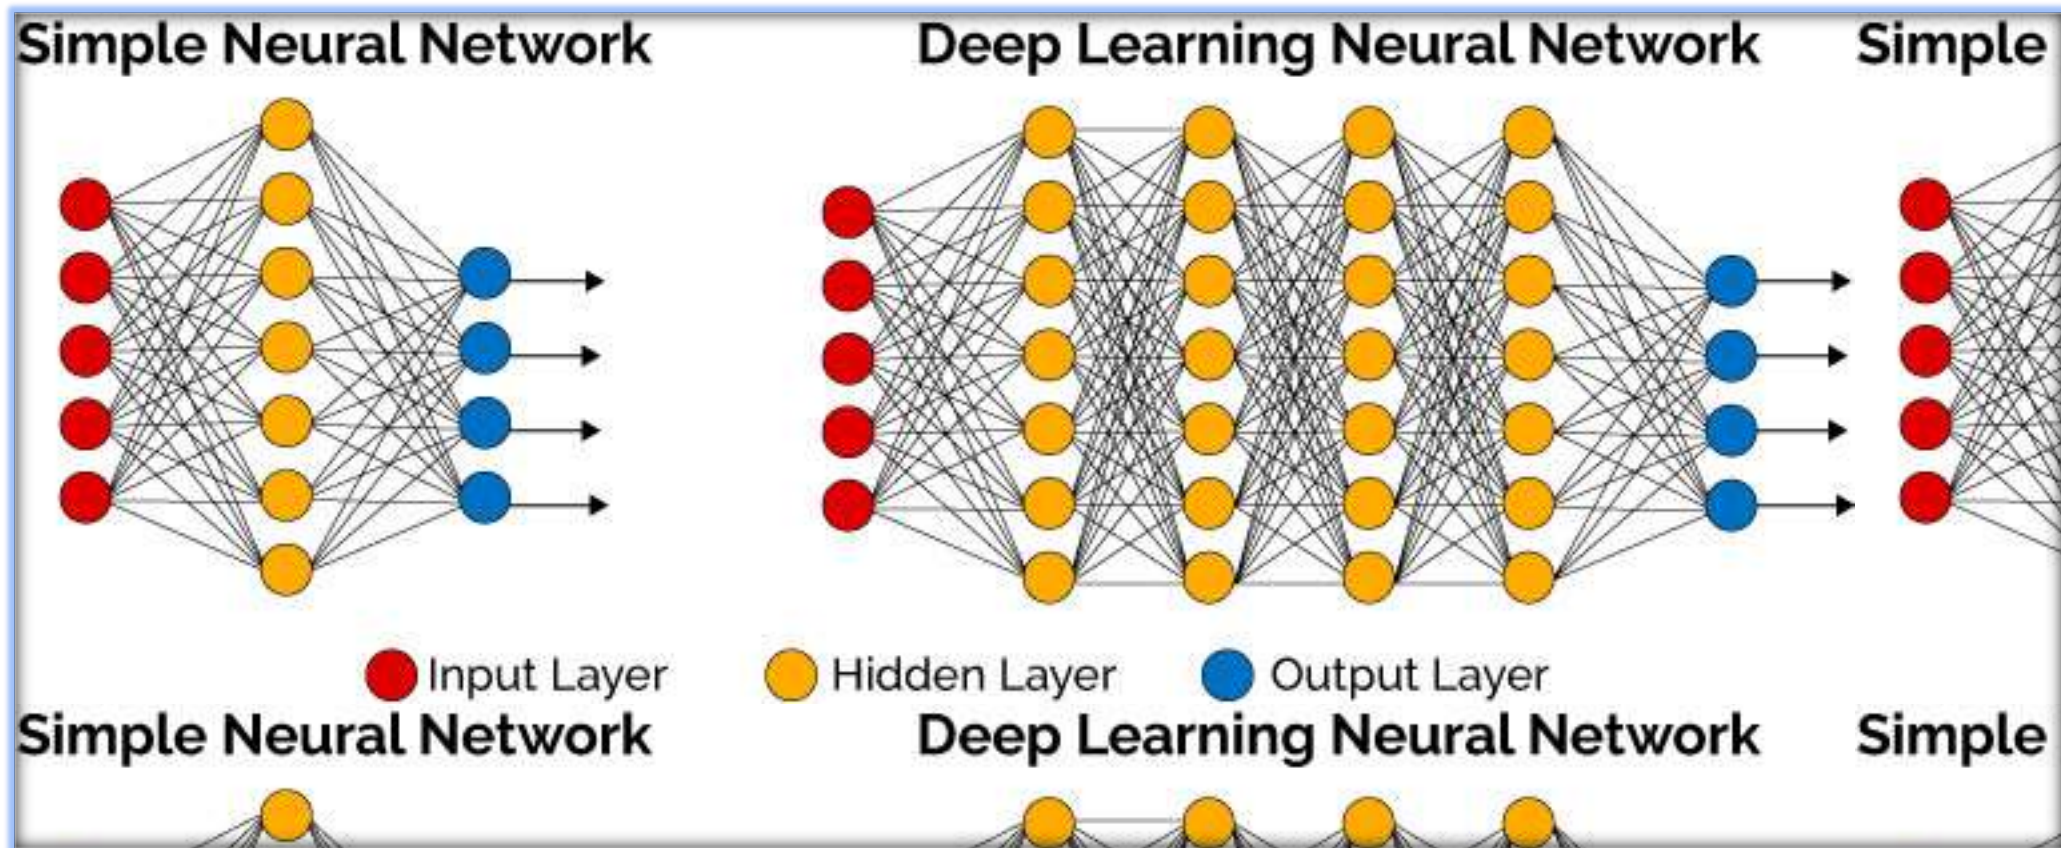 Simple Neural Network
Deep Learning Neural Network
Simple
Input Layer
Hidden Layer
Output Layer
Simple Neural Network
Deep Learning Neural Network
Simple